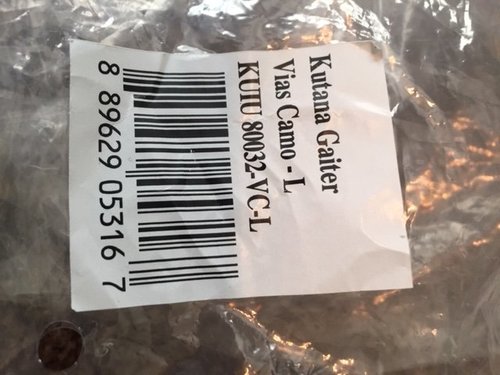 Kutana Gaiter
Vias Camo - L
KUIU 80032-VC-L
8 89629 05316 7